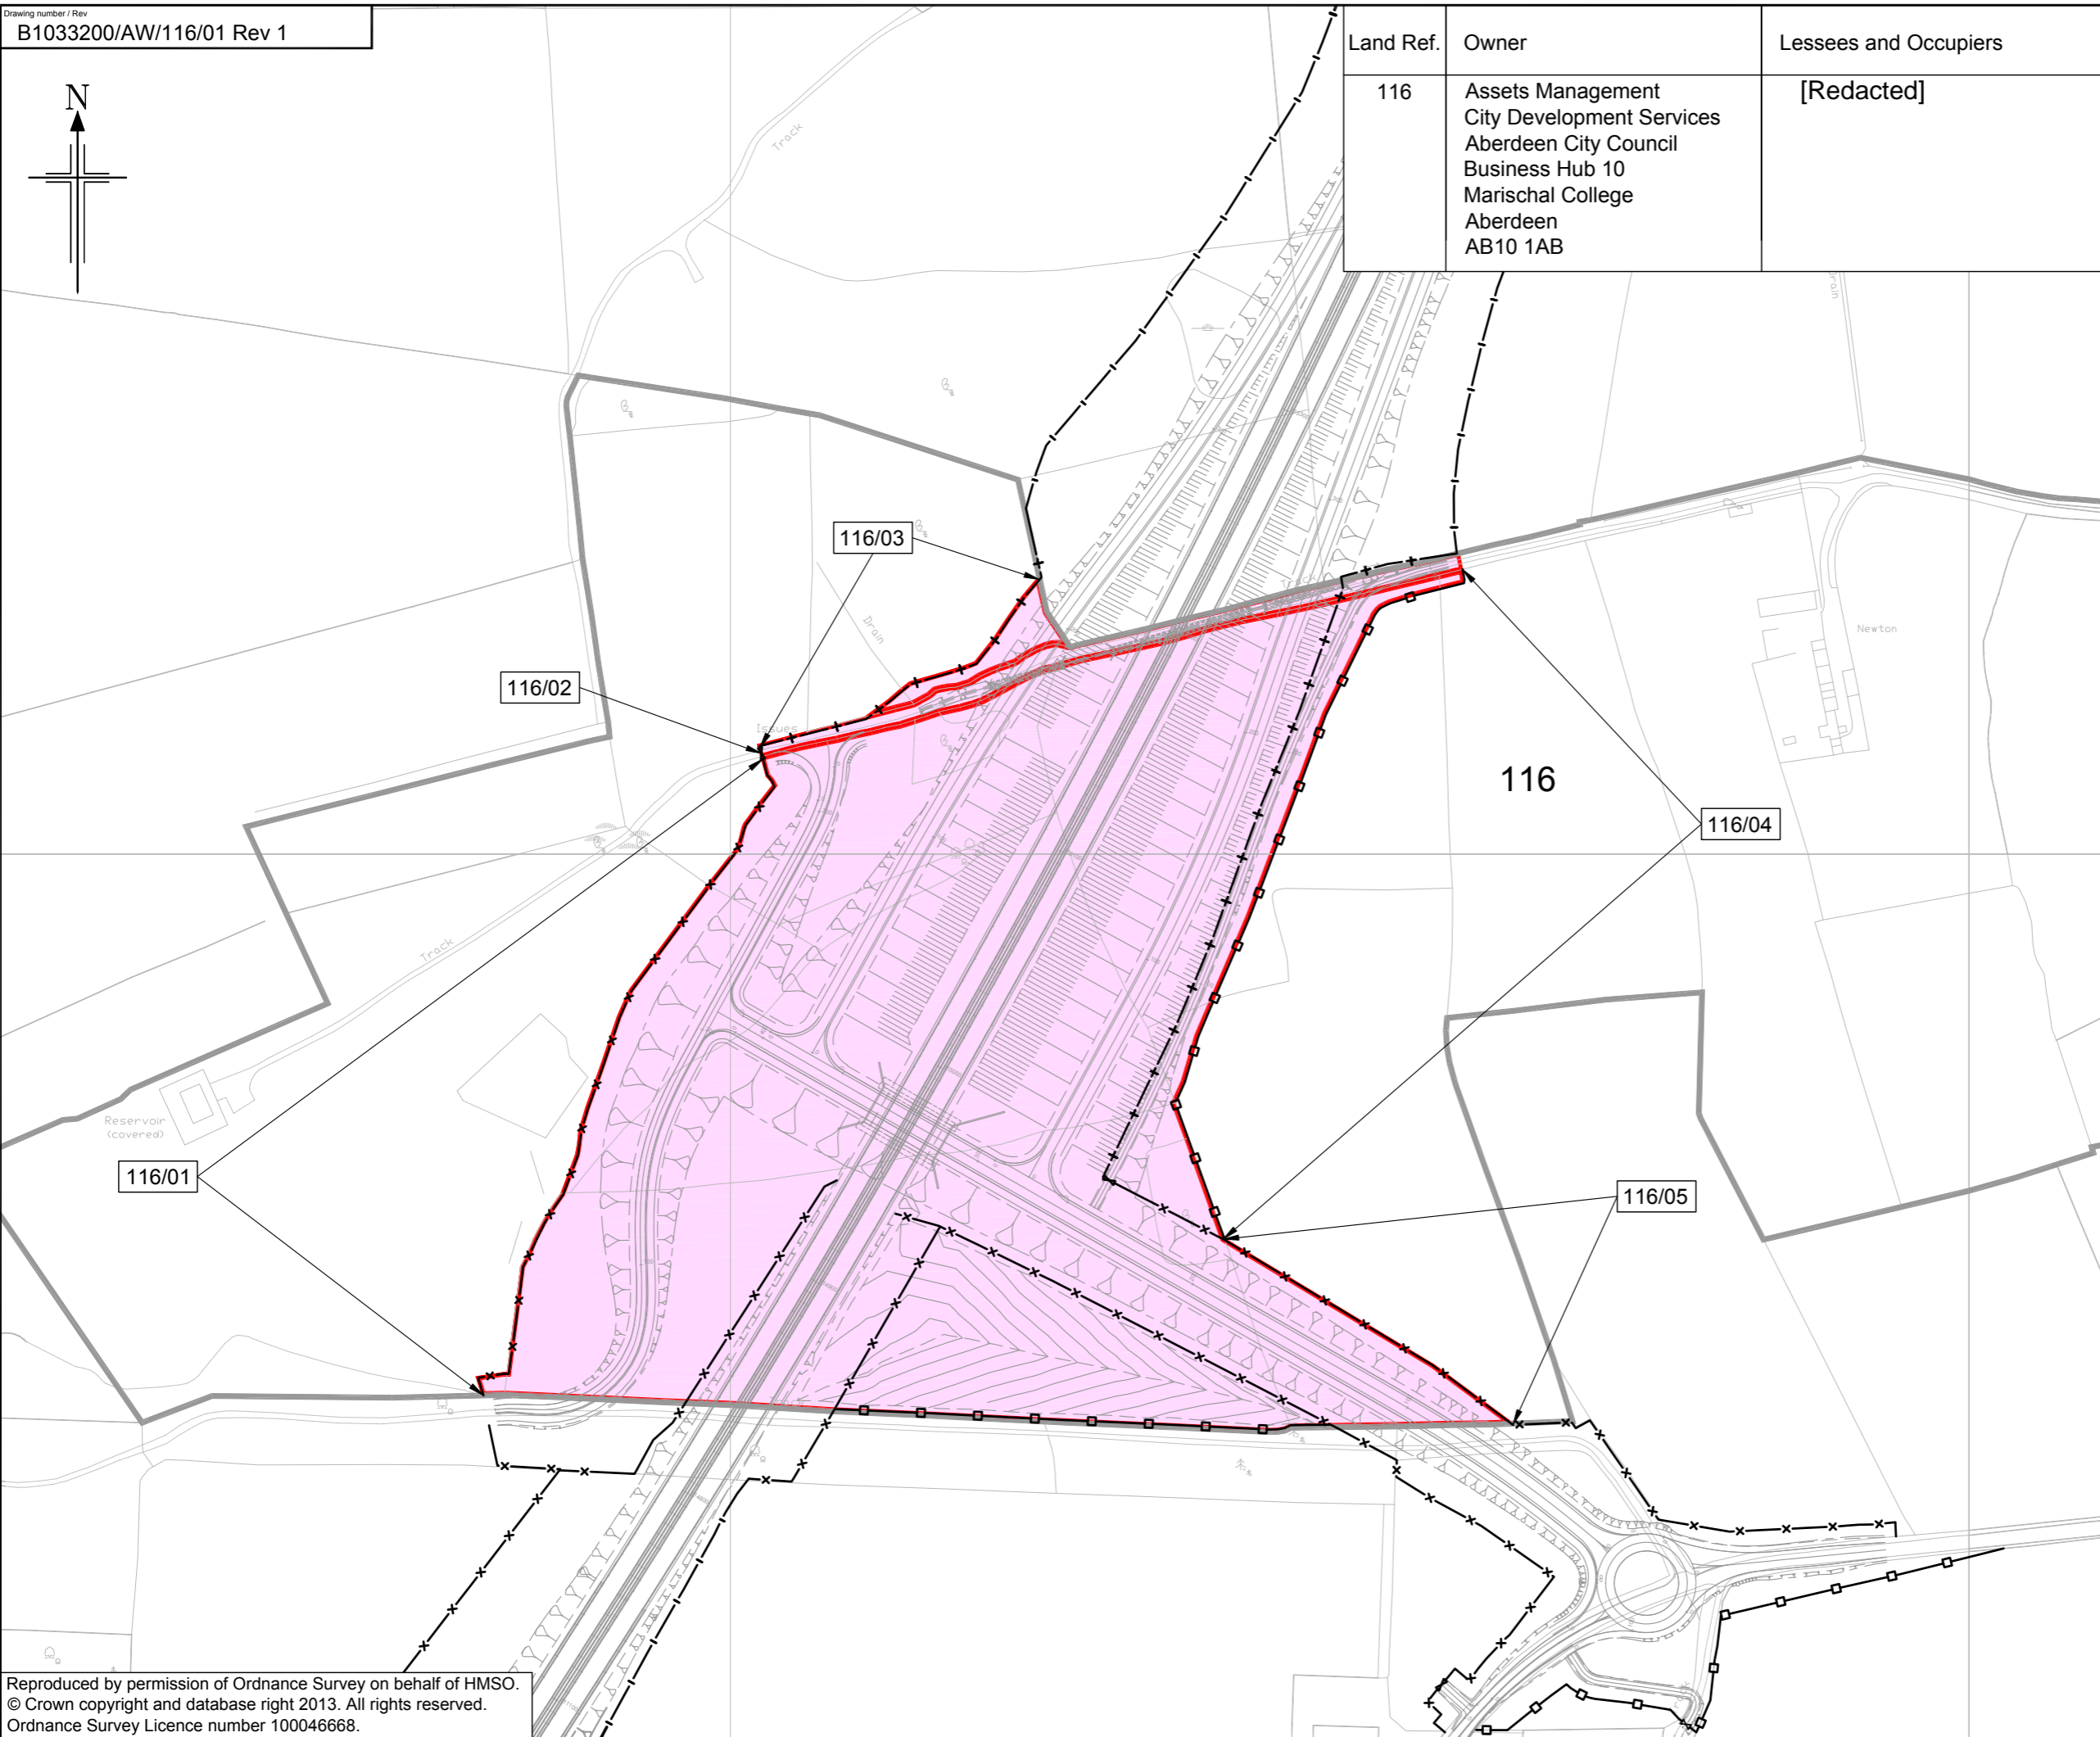 Drawing number / Rev
B1033200/AW/116/01 Rev 1
Land Ref. Owner Lessees and Occupiers
116 Assets Management [Redacted]
City Development Services
Aberdeen City Council
Business Hub 10
Marischal College
Aberdeen
AB10 1AB
N
Track
Drain
116/03
Track
Drain
Newton
116/02
Issues
116
116/04
Track
Reservoir
(covered)
116/01
116/05
Reproduced by permission of Ordnance Survey on behalf of HMSO.
© Crown copyright and database right 2013. All rights reserved.
Ordnance Survey Licence number 100046668.